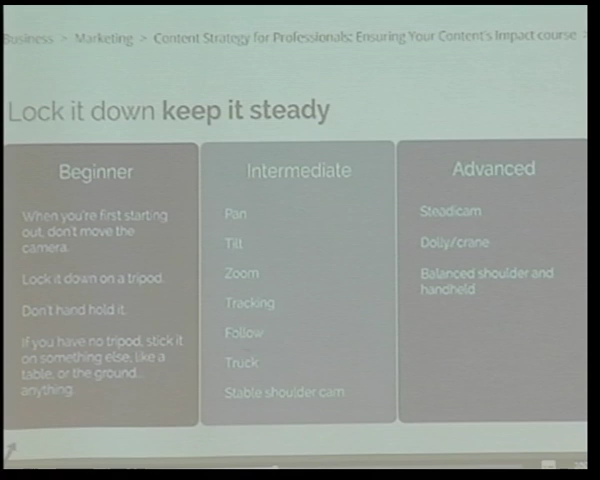 Business > Marketing > Content Strategy for Professionals: Ensuring Your Content's Impact course >
Lock it down keep it steady
Beginner
When you're first starting
out, don't move the
camera.
Lock it down on a tripod.
Don't hand hold it.
If you have no tripod, stick it
on something else, like a
table, or the ground...
anything.
Intermediate
Pan
Tilt
Zoom
Tracking
Follow
Truck
Stable shoulder cam
Advanced
Steadicam
Dolly/crane
Balanced shoulder and
handheld